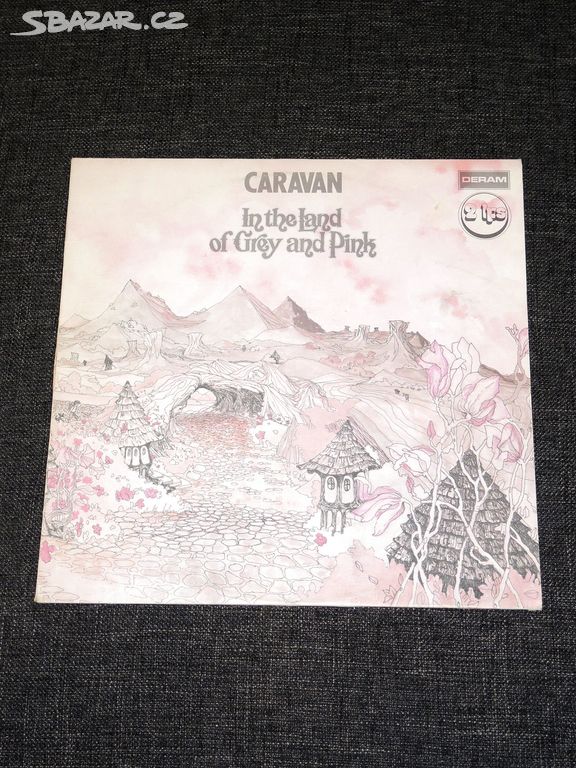 SBAZAR.CZ
CARAVAN
In the Land
of Grey and Pink
DERAM
2 lps